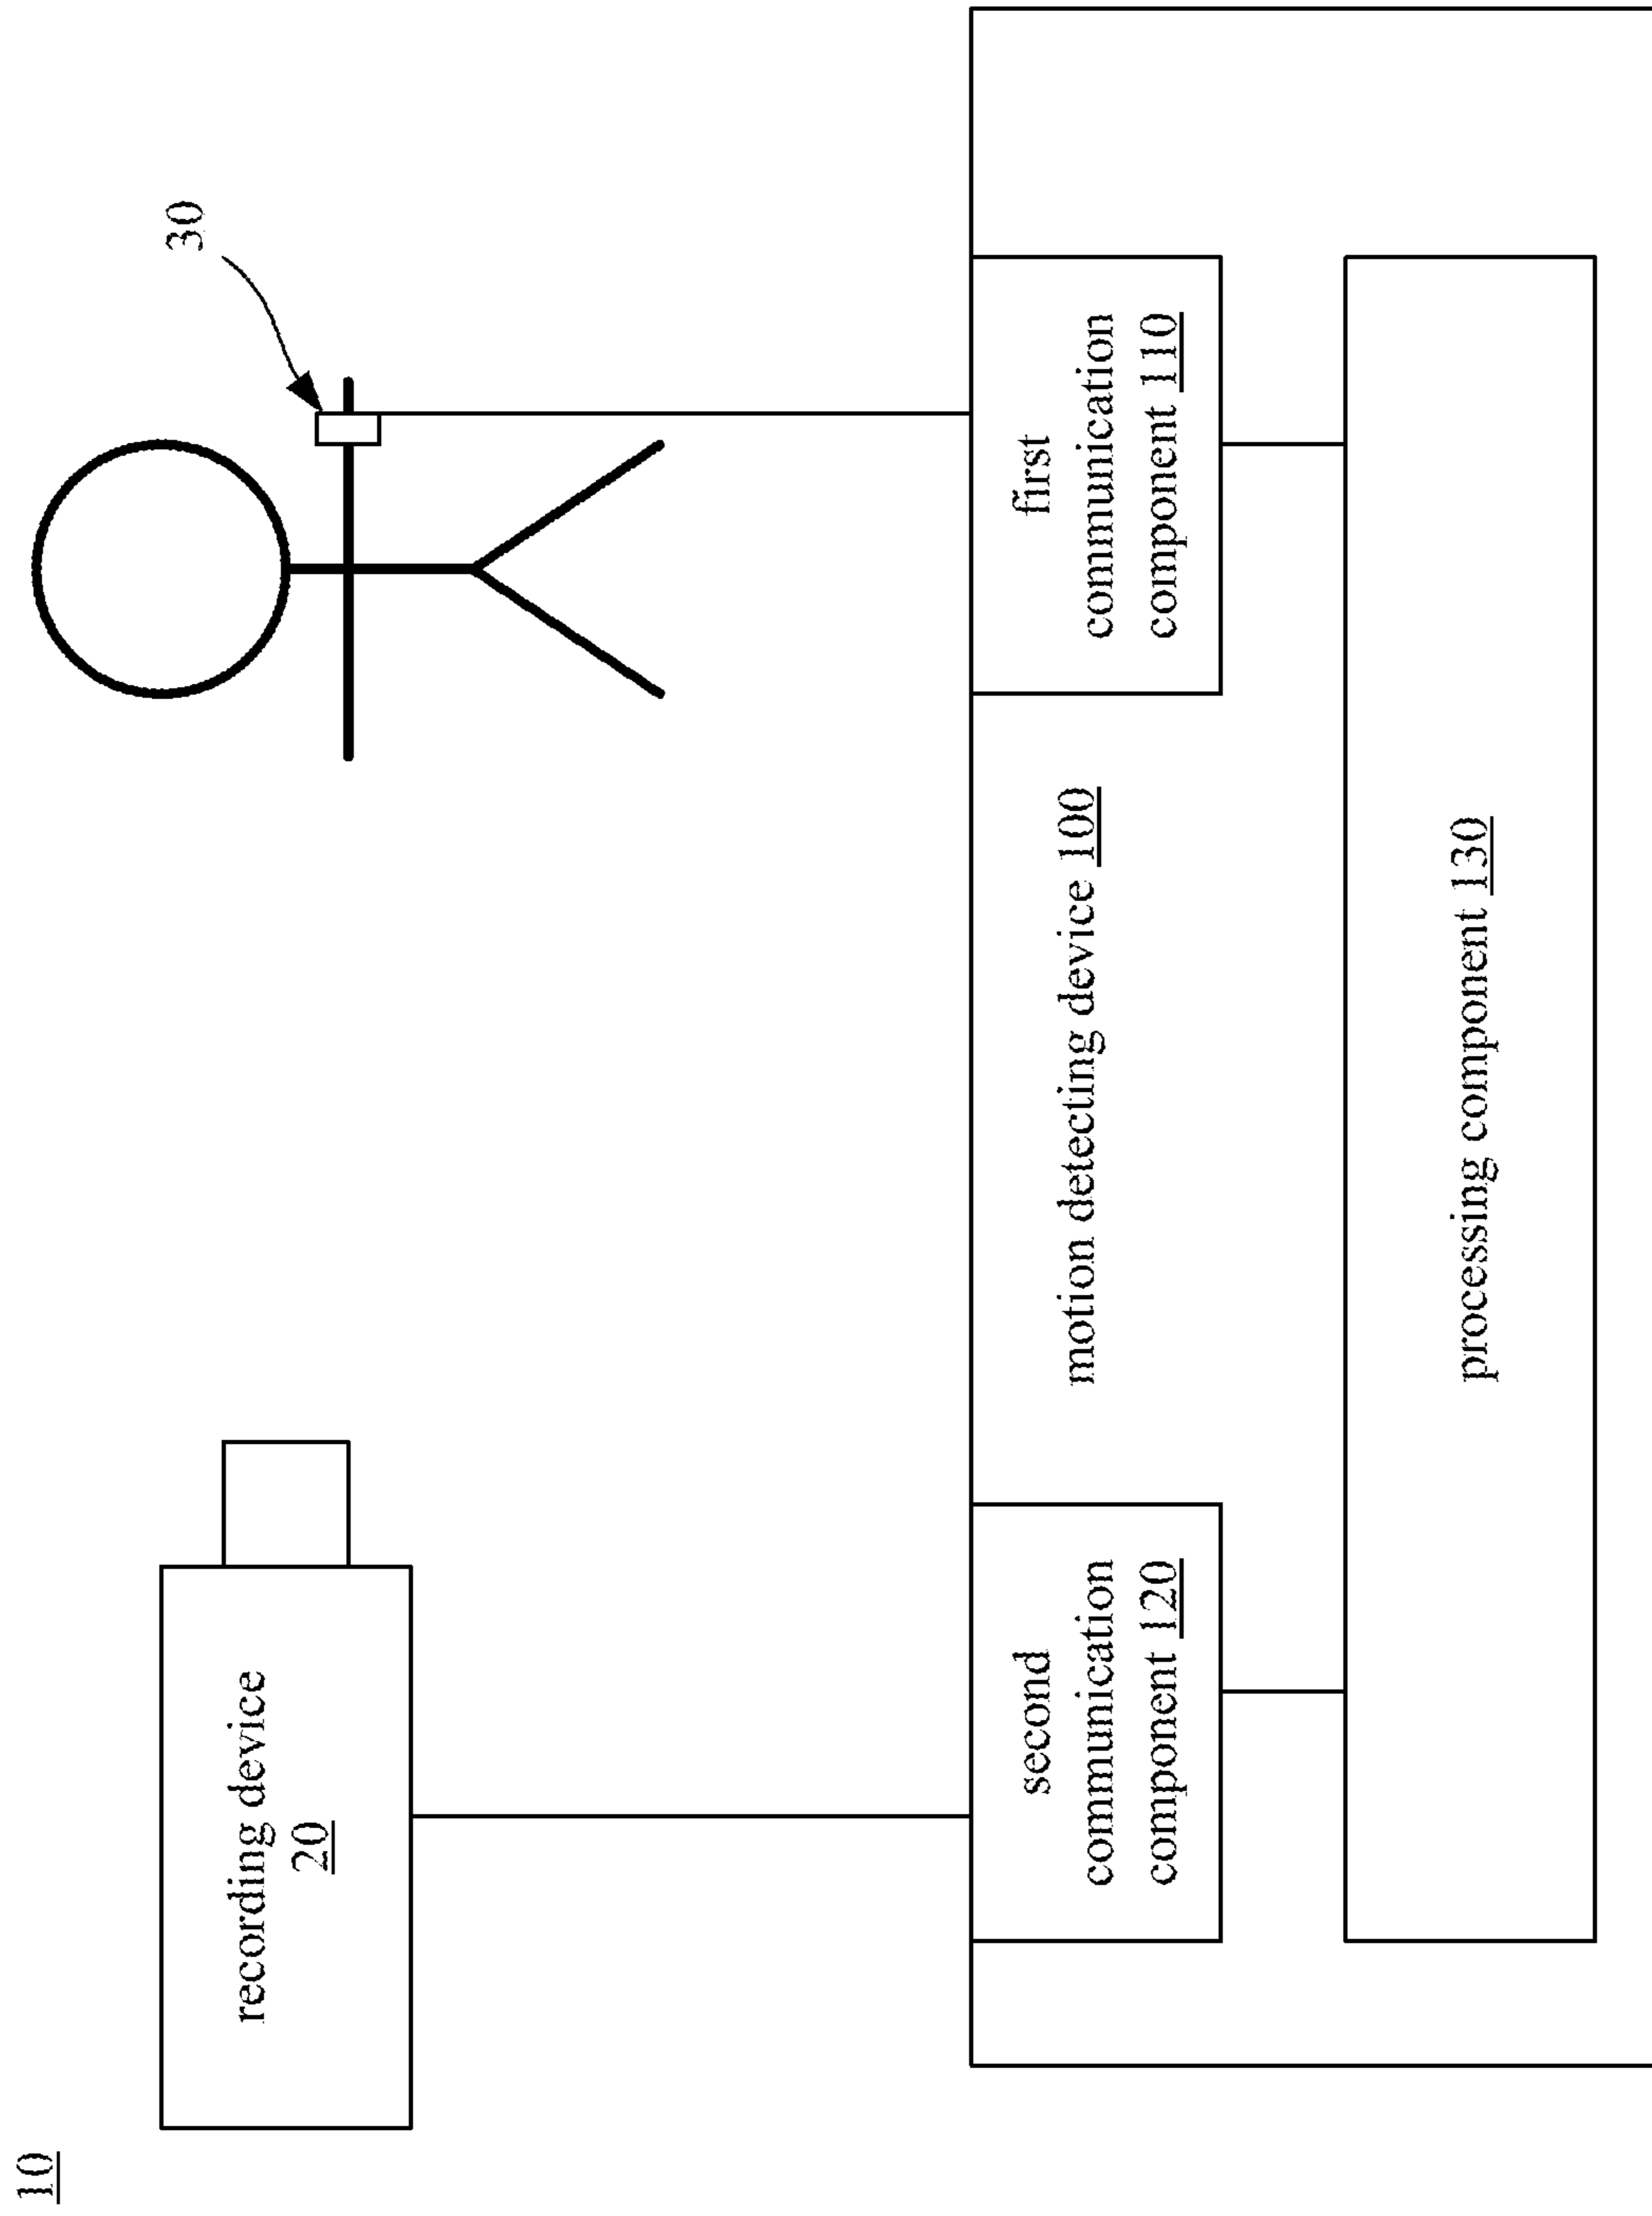 10
recording device
20
30
second
communication
component 120
motion detecting device 100
first
communication
component 110
processing component 130